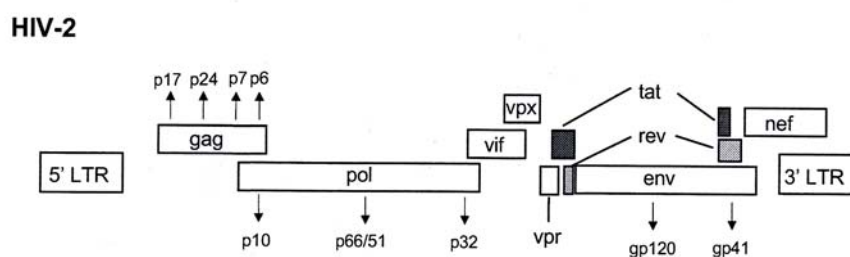 HIV-2
p17 p24 p7 p6
vpx tat
gag vif rev nef
5' LTR pol env 3' LTR
p10 p66/51 p32 vpr gp120 gp41